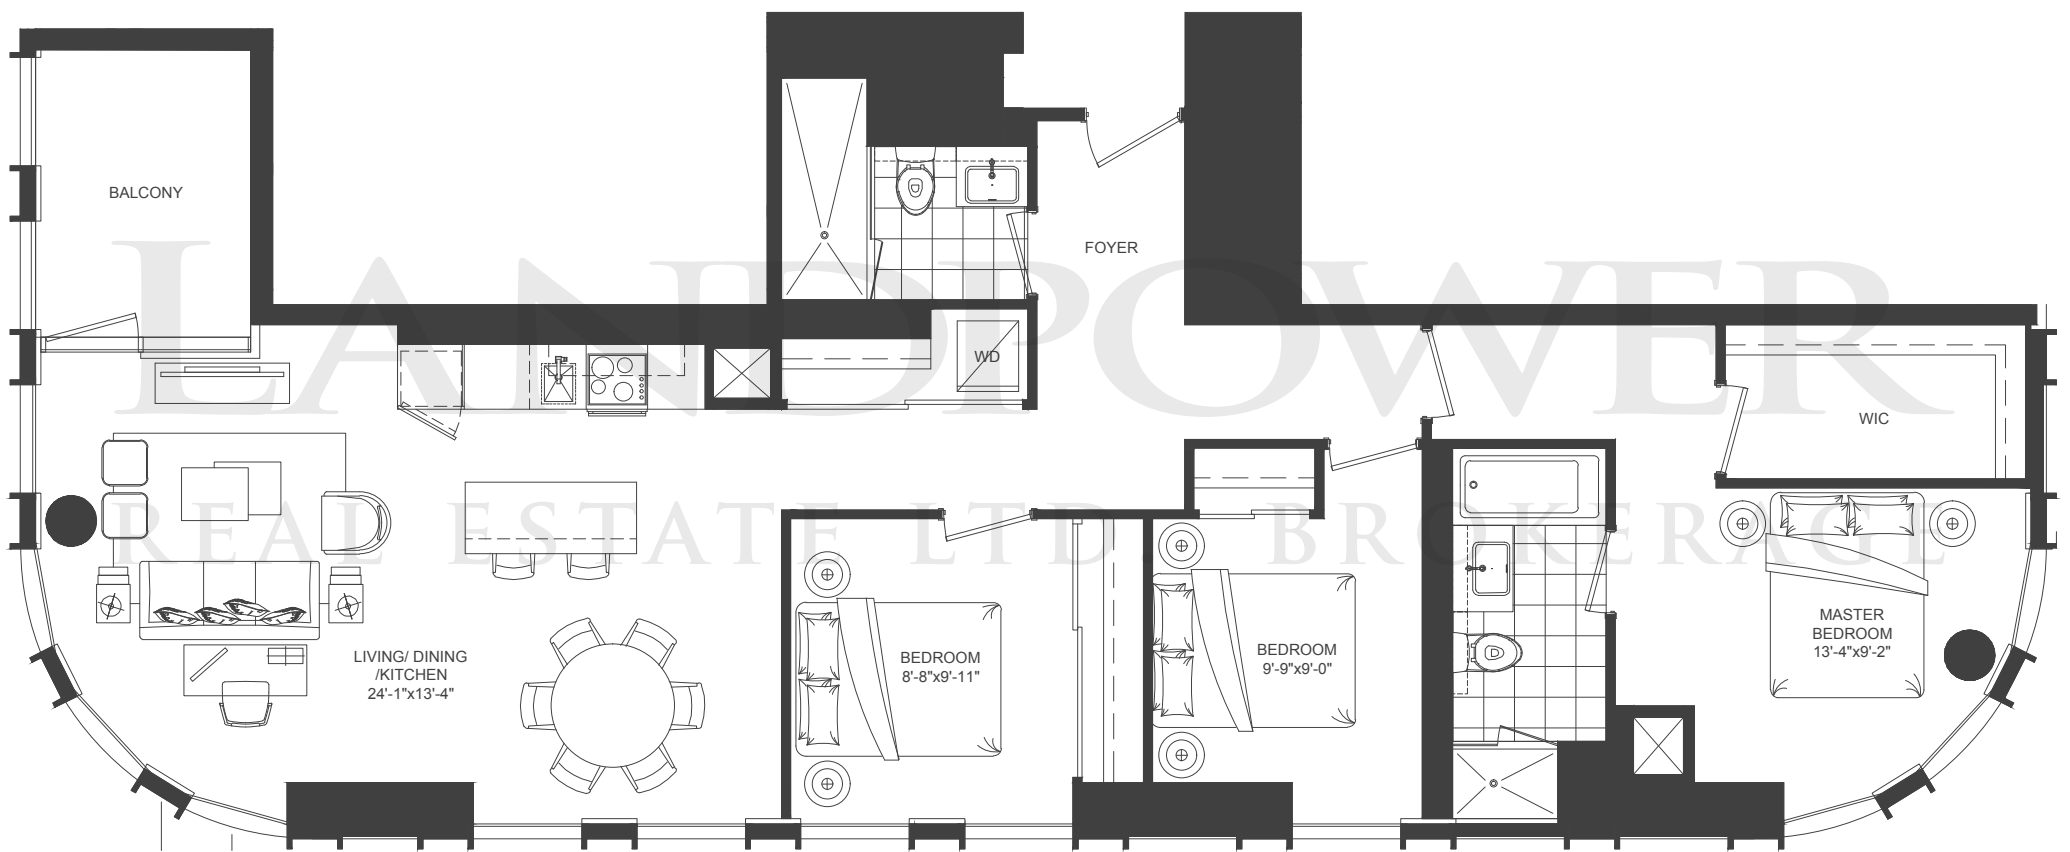 BALCONY
FOYER
LANDPOWER
WD
WIC
REAL ESTATE LTD. BROKERAGE
LIVING/ DINING
/KITCHEN
24'-1"x13'-4"
BEDROOM
8'-8"x9'-11"
BEDROOM
9'-9"x9'-0"
MASTER
BEDROOM
13'-4"x9'-2"